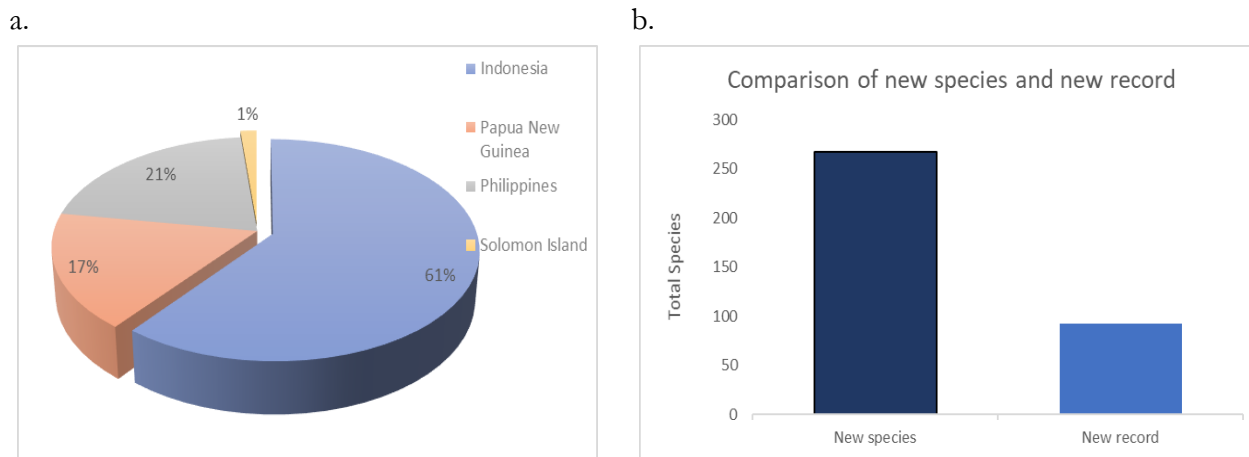 a.
Indonesia
1%
Papua New
Guinea
21%
Philippines
Solomon Island
17%
61%
b.
Comparison of new species and new record
Total Species
300
250
200
150
100
50
0
New species
New record